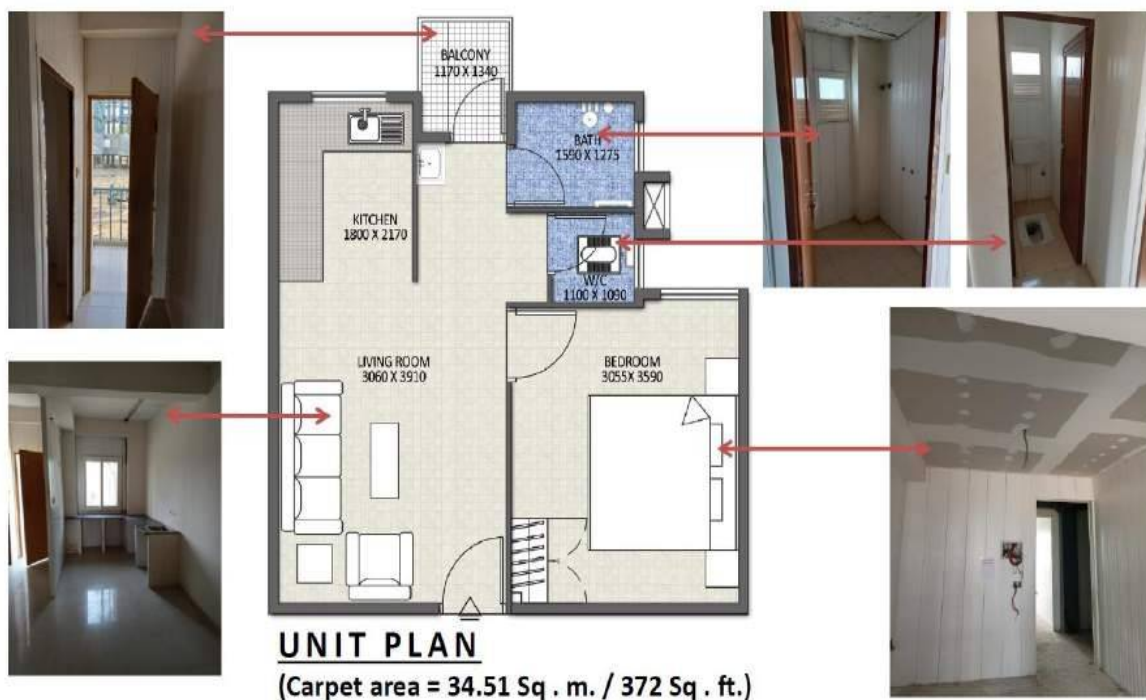 BALCONY
1170 X 1340
BATH
1590 X 1275
KITCHEN
1800 X 2170
W/C
1100 X 1090
LIVING ROOM
3060 X 3910
BEDROOM
3055X 3590
UNIT PLAN
(Carpet area = 34.51 Sq . m. / 372 Sq . ft.)